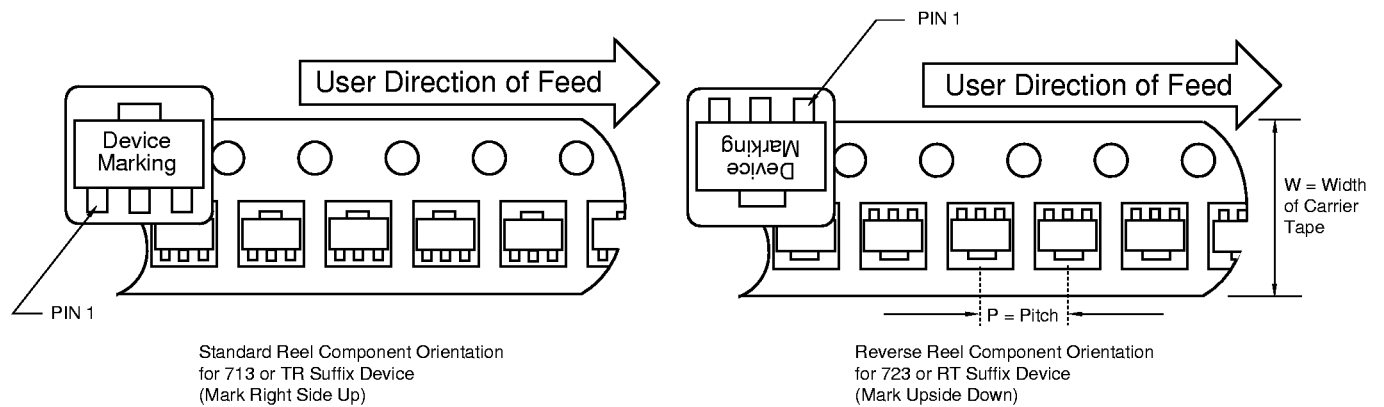 User Direction of Feed
Device
Marking
PIN 1
Standard Reel Component Orientation
for 713 or TR Suffix Device
(Mark Right Side Up)
PIN 1
User Direction of Feed
Device
Marking
W = Width
of Carrier
Tape
P = Pitch
Reverse Reel Component Orientation
for 723 or RT Suffix Device
(Mark Upside Down)